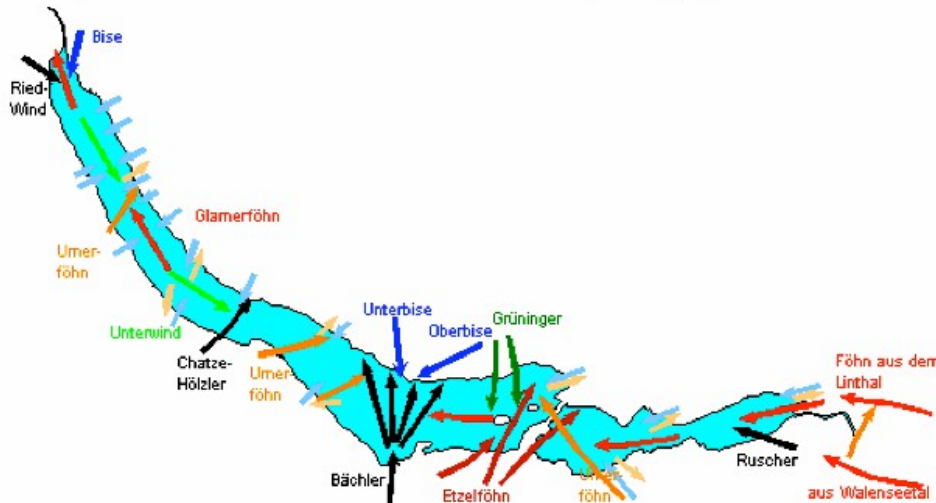 Bise
Ried-
Wind
Glarnerföhn
Urner-
föhn
Unterwind
Chatze-
Hölzler
Unterbise
Oberbise
Grüninger
Urner-
föhn
Föhn aus dem
Linthal
Ruscher
Bächler
Etzelföhn
Urner-
föhn
aus Walenseetal